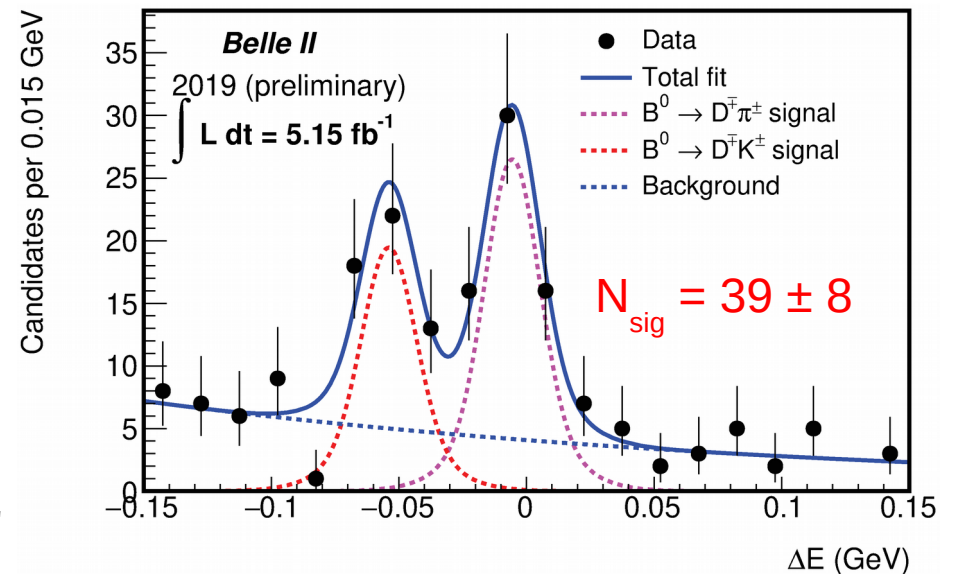 Candidates per 0.015 GeV
Belle II
2019 (preliminary)
∫ L dt = 5.15 fb⁻¹
Data
Total fit
B⁰ → D∓π± signal
B⁰ → D∓K± signal
Background
N_sig = 39 ± 8
35
30
25
20
15
10
5
0
−0.15 −0.1 −0.05 0 0.05 0.1 0.15
ΔE (GeV)